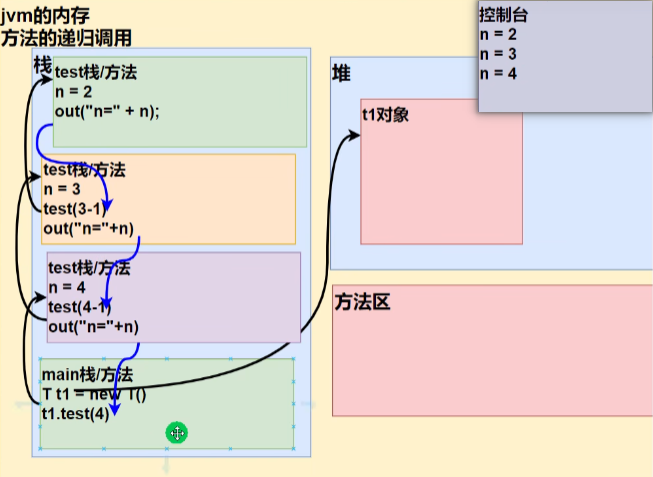 jvm的内存
方法的递归调用
栈
test栈/方法
n = 2
out("n=" + n);
test栈/方法
n = 3
test(3-1)
out("n="+n)
test栈/方法
n = 4
test(4-1)
out("n="+n)
main栈/方法
T t1 = new T()
t1.test(4)
堆
t1对象
方法区
控制台
n = 2
n = 3
n = 4